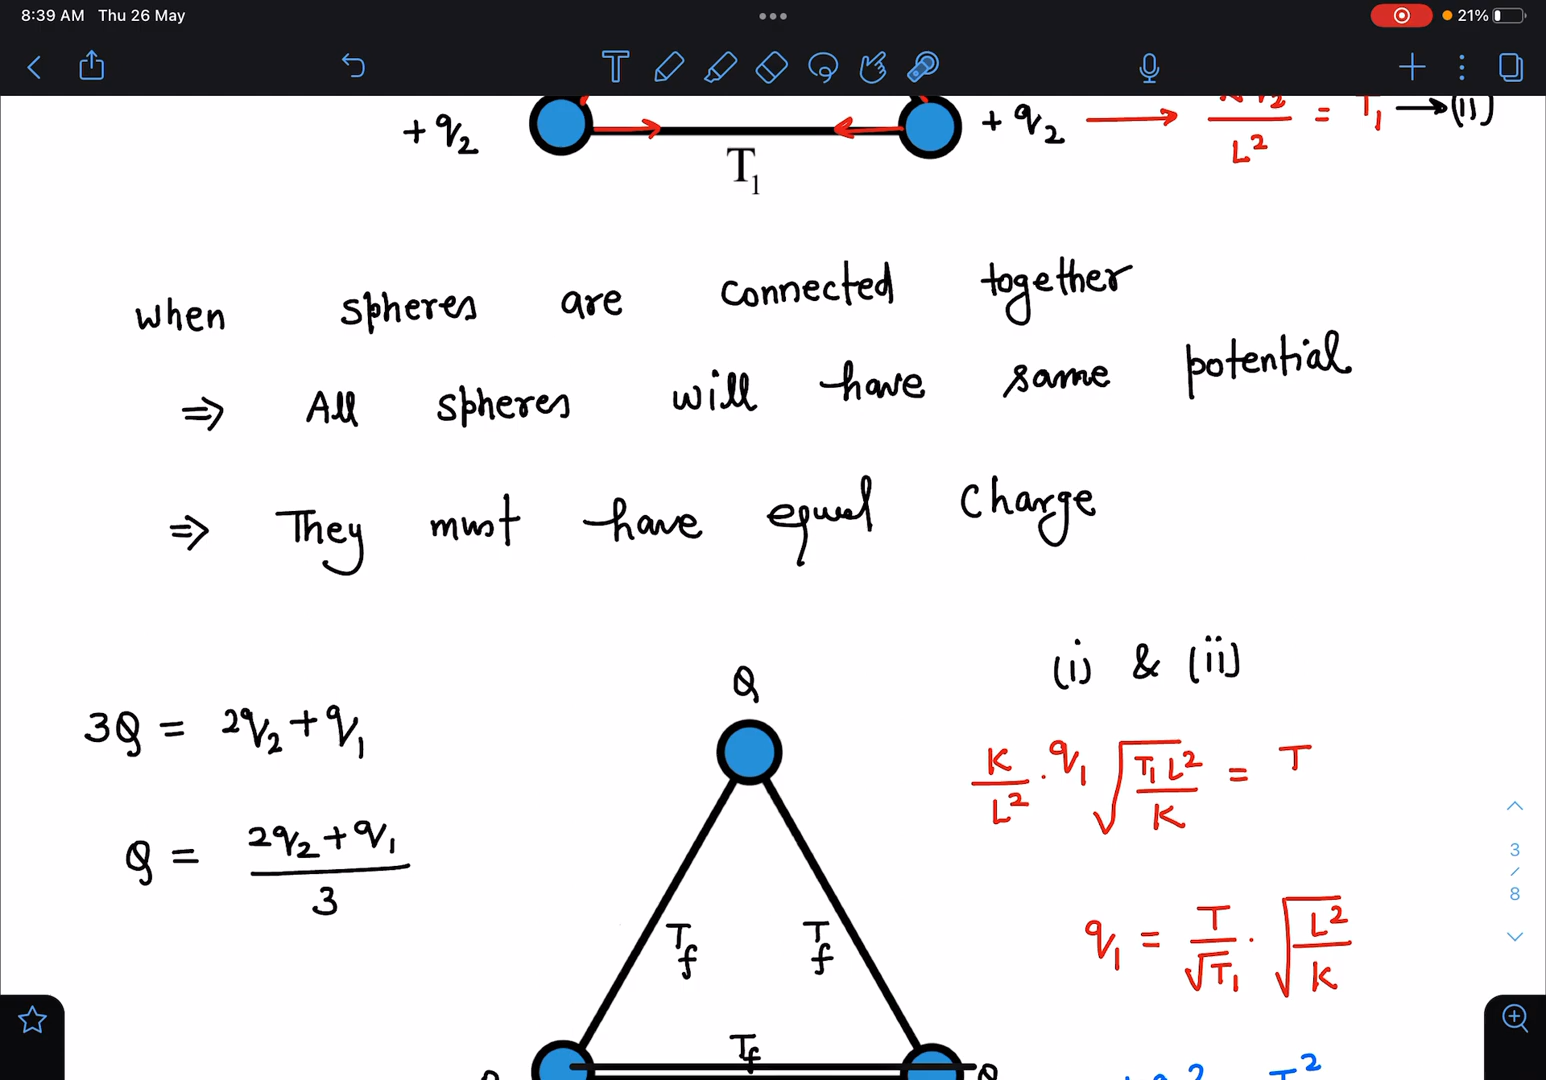 8:39 AM Thu 26 May
21%
+ q₂
T₁
+ q₂ ⟶ /L² = T₁ → (ii)
when spheres are connected together
⇒ All spheres will have same potential
⇒ They must have equal charge
(i) & (ii)
Q
3Q = 2q₂ + q₁
K/L² · q₁ √(T₁L²/K) = T
Q = (2q₂ + q₁)/3
3 / 8
T_f T_f
q₁ = T/√T₁ · √(L²/K)
T_f